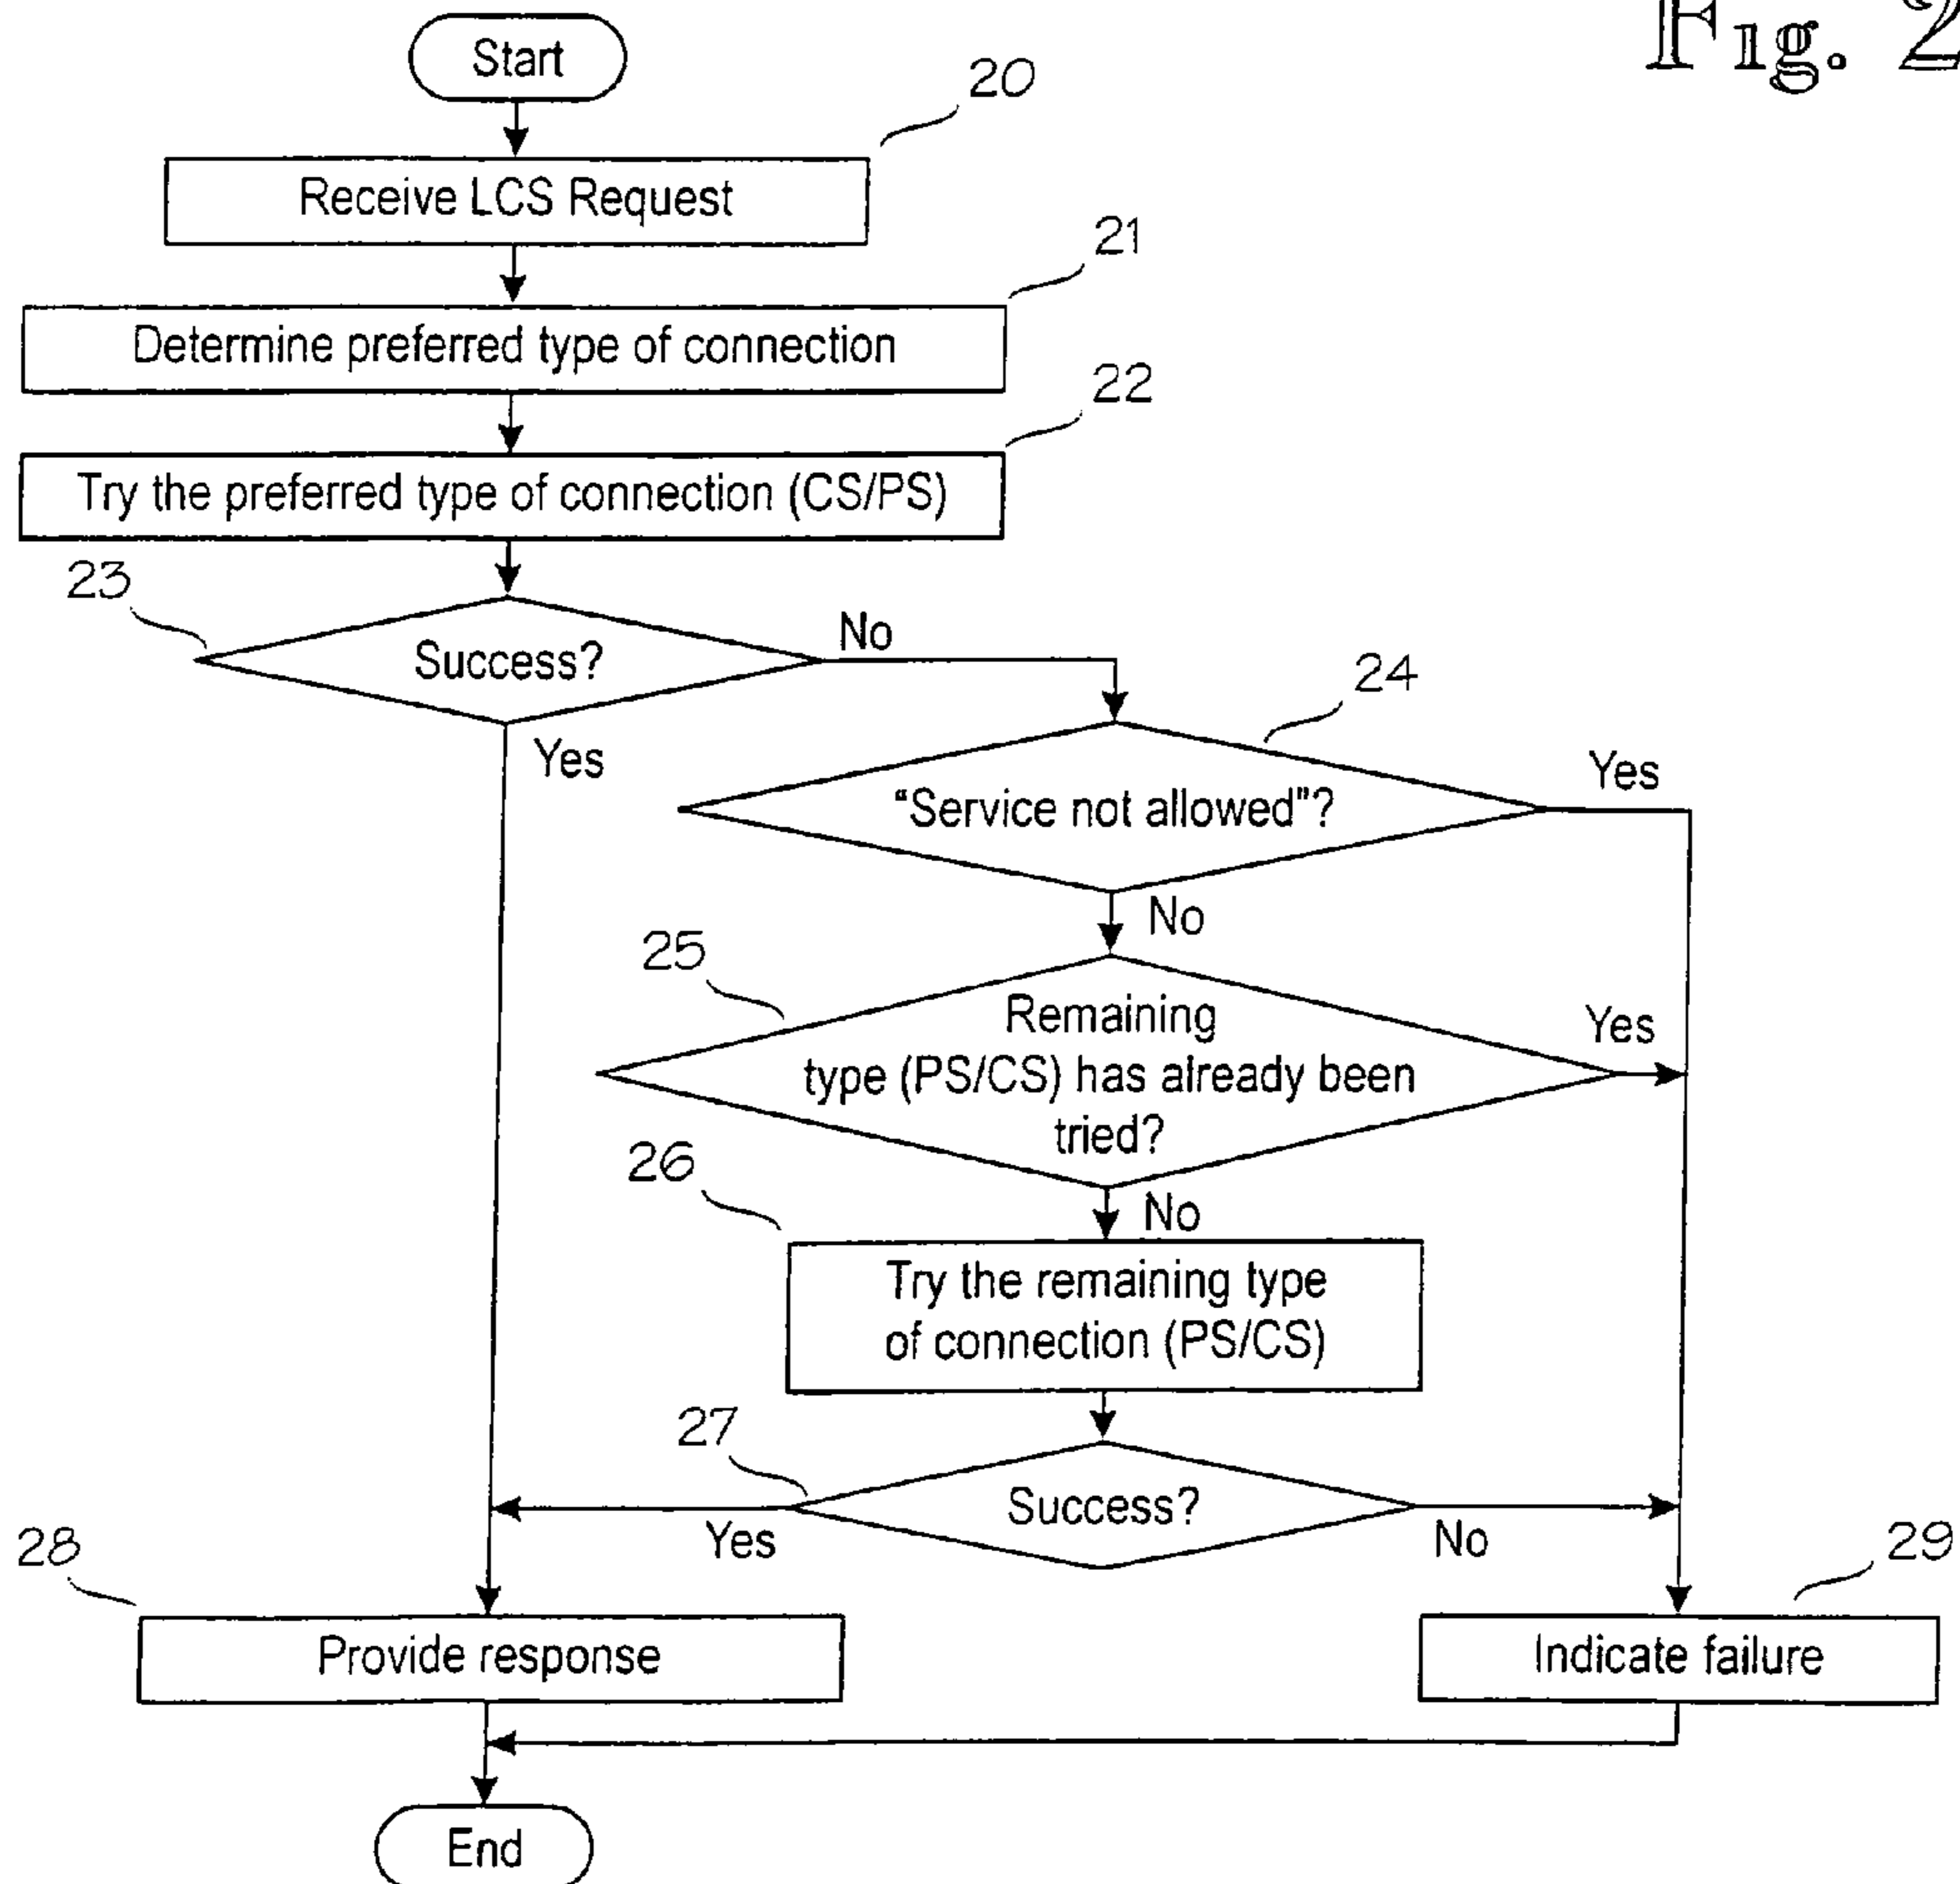 Fig. 2
Start
20
Receive LCS Request
21
Determine preferred type of connection
22
Try the preferred type of connection (CS/PS)
23
Success?
No
Yes
24
"Service not allowed"?
Yes
No
25
Remaining
type (PS/CS) has already been
tried?
Yes
No
26
Try the remaining type
of connection (PS/CS)
27
Success?
Yes
No
28
Provide response
29
Indicate failure
End